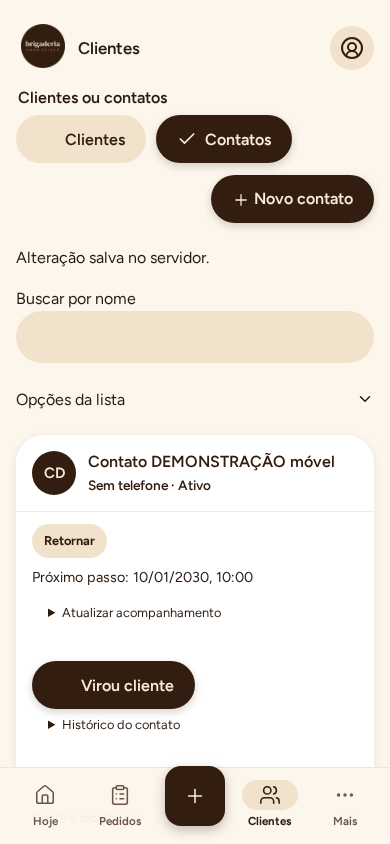 brigaderia
Clientes
Clientes ou contatos
Clientes
Contatos
+ Novo contato
Alteração salva no servidor.
Buscar por nome
Opções da lista
CD
Contato DEMONSTRAÇÃO móvel
Sem telefone · Ativo
Retornar
Próximo passo: 10/01/2030, 10:00
Atualizar acompanhamento
Virou cliente
Histórico do contato
Hoje
Pedidos
Clientes
Mais